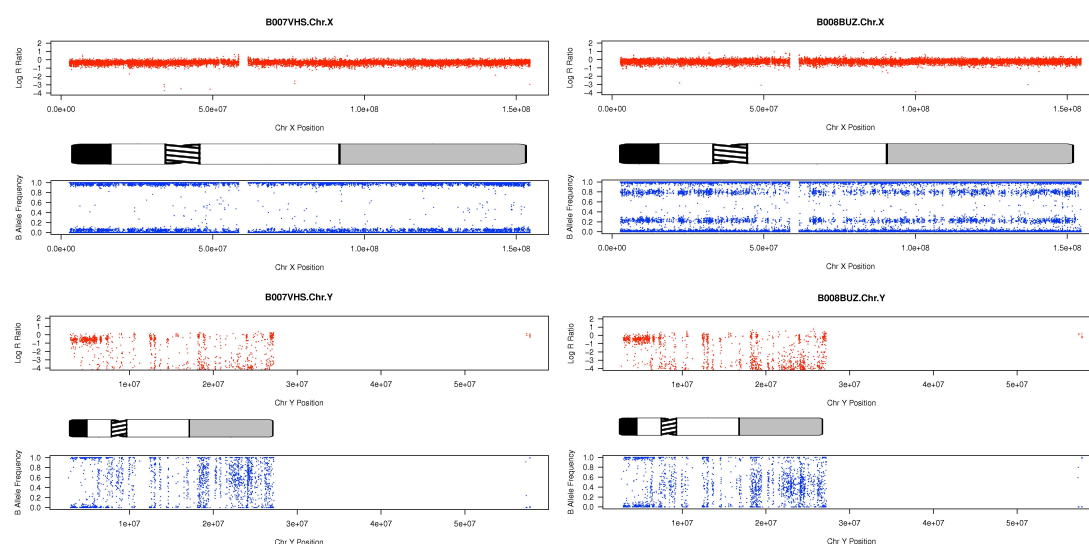 B007VHS.Chr.X
Log R Ratio
2
1
0
−1
−2
−3
−4
0.0e+00 5.0e+07 1.0e+08 1.5e+08
Chr X Position
B Allele Frequency
1.0
0.8
0.6
0.4
0.2
0.0
0.0e+00 5.0e+07 1.0e+08 1.5e+08
Chr X Position
B008BUZ.Chr.X
Log R Ratio
2
1
0
−1
−2
−3
−4
0.0e+00 5.0e+07 1.0e+08 1.5e+08
Chr X Position
B Allele Frequency
1.0
0.8
0.6
0.4
0.2
0.0
0.0e+00 5.0e+07 1.0e+08 1.5e+08
Chr X Position
B007VHS.Chr.Y
Log R Ratio
2
1
0
−1
−2
−3
−4
1e+07 2e+07 3e+07 4e+07 5e+07
Chr Y Position
B Allele Frequency
1.0
0.8
0.6
0.4
0.2
0.0
1e+07 2e+07 3e+07 4e+07 5e+07
Chr Y Position
B008BUZ.Chr.Y
Log R Ratio
2
1
0
−1
−2
−3
−4
1e+07 2e+07 3e+07 4e+07 5e+07
Chr Y Position
B Allele Frequency
1.0
0.8
0.6
0.4
0.2
0.0
1e+07 2e+07 3e+07 4e+07 5e+07
Chr Y Position